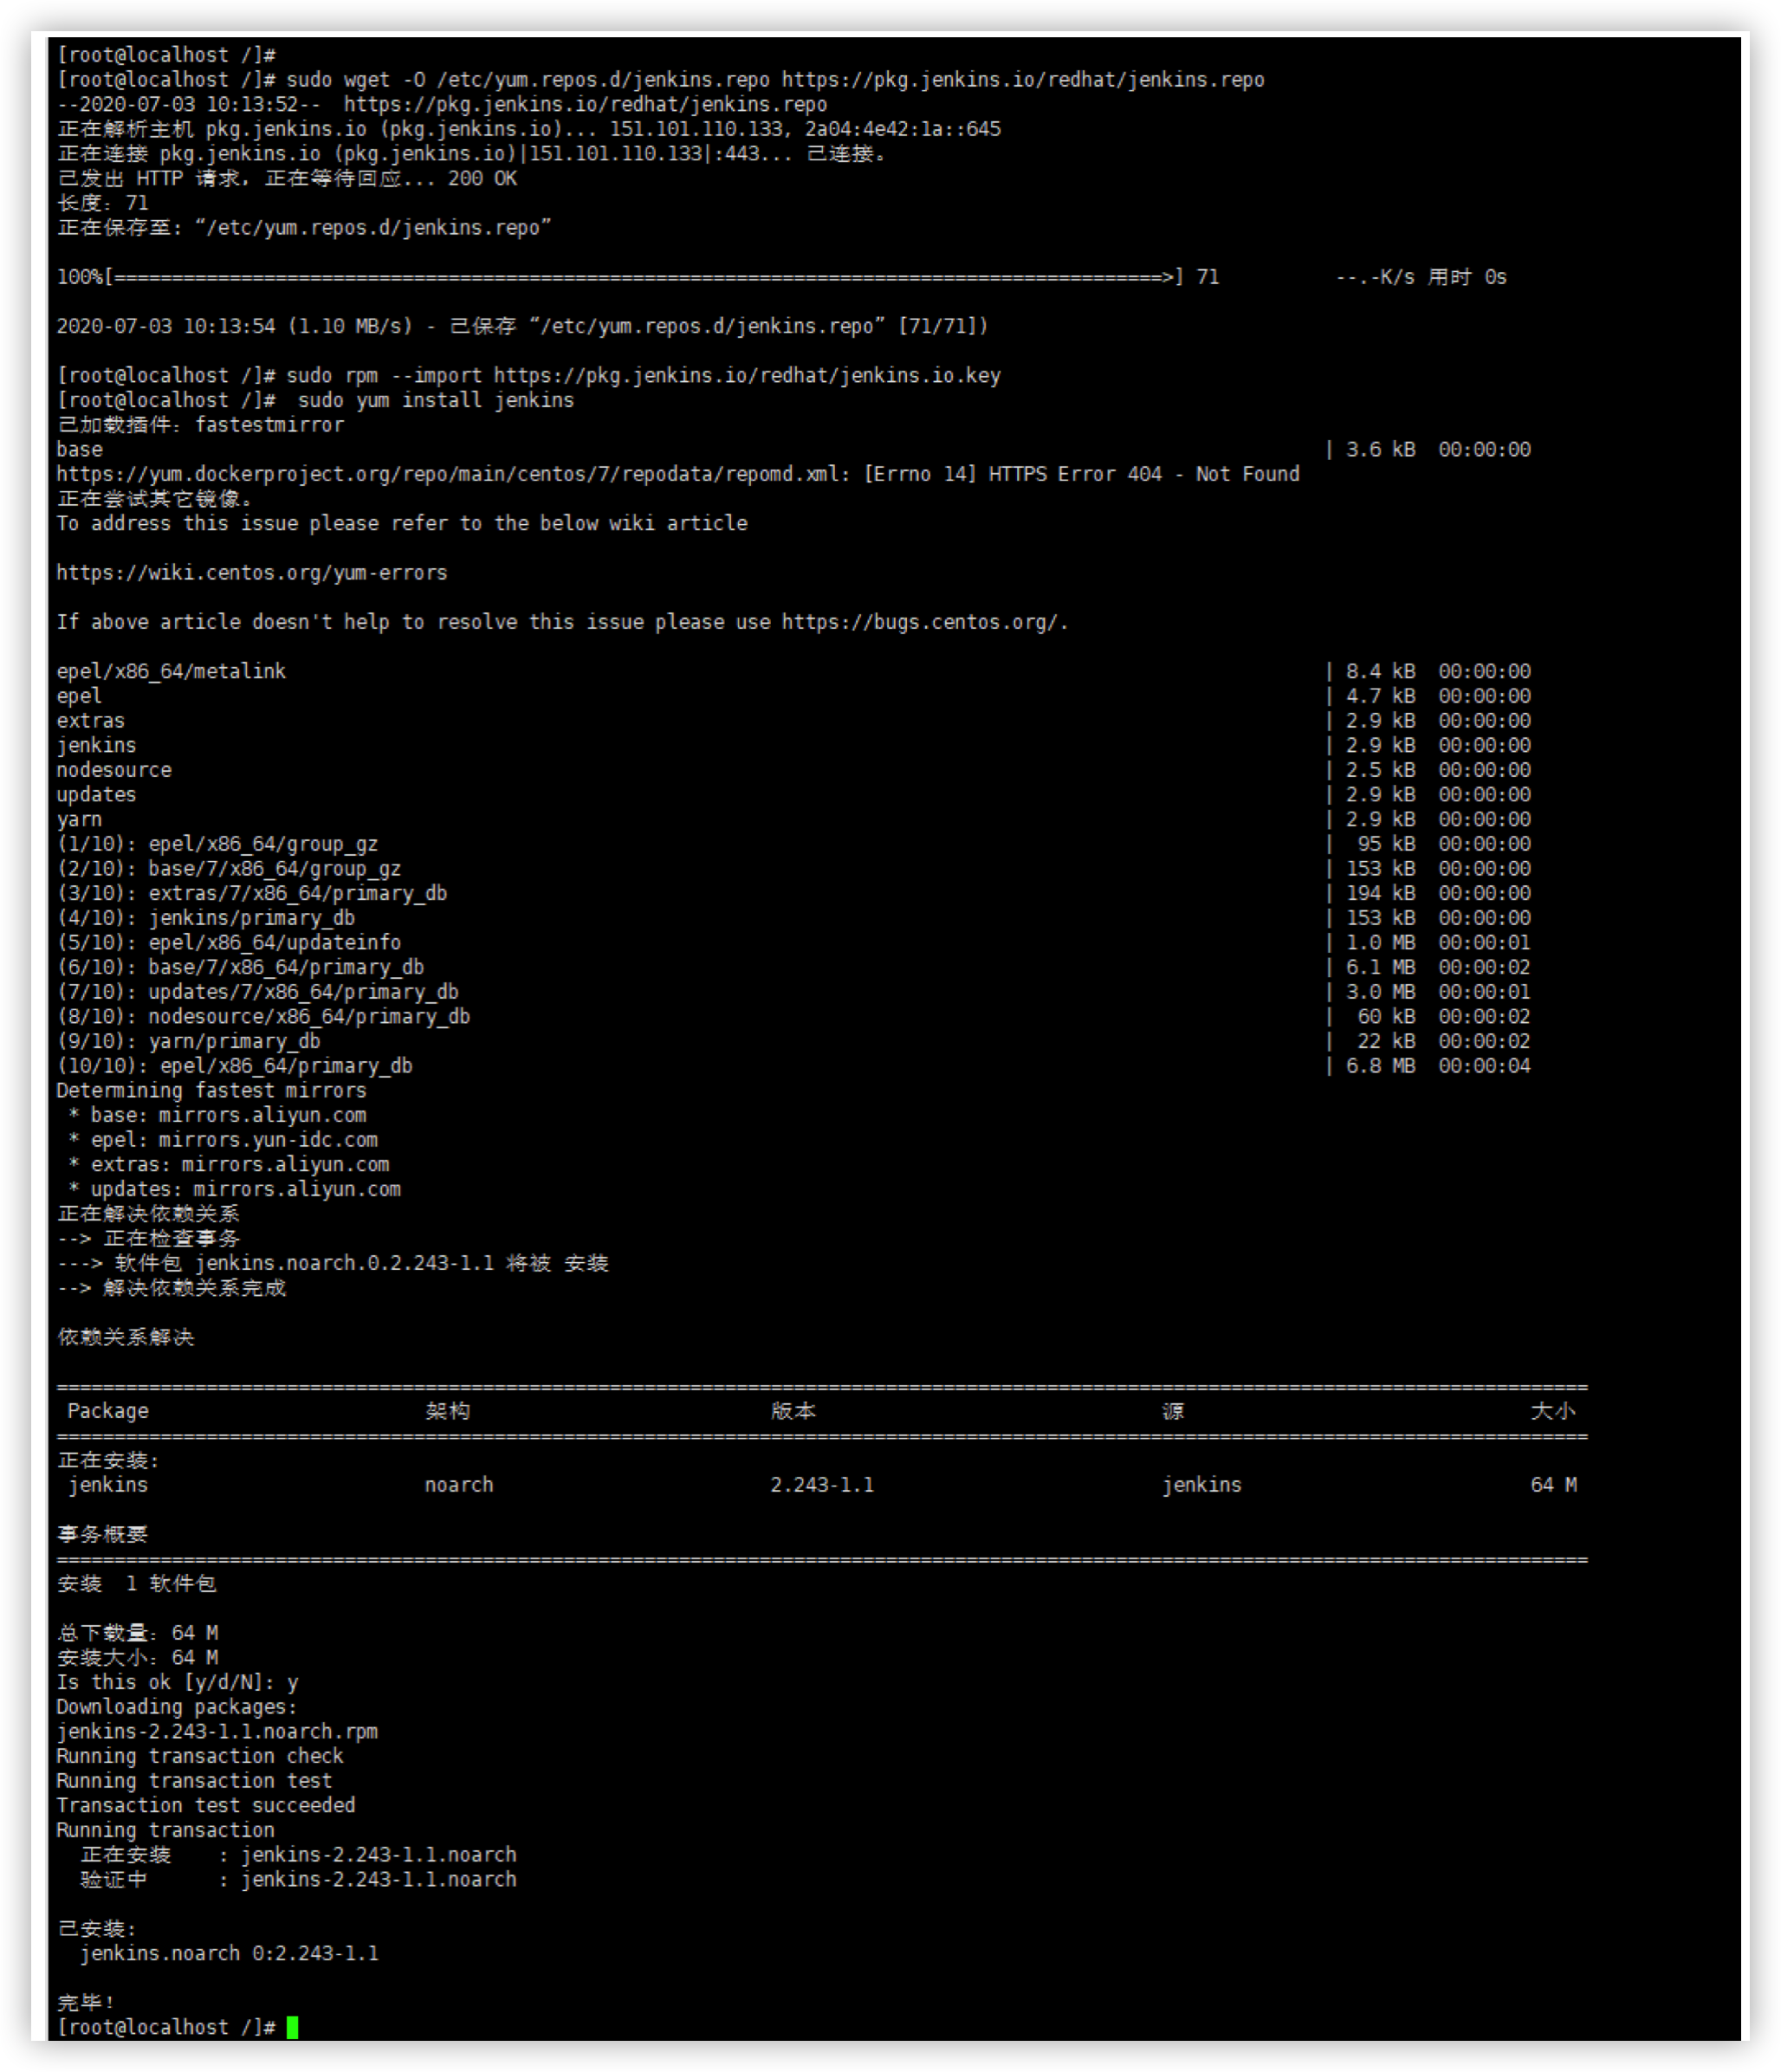 [root@localhost /]#
[root@localhost /]# sudo wget -O /etc/yum.repos.d/jenkins.repo https://pkg.jenkins.io/redhat/jenkins.repo
--2020-07-03 10:13:52--  https://pkg.jenkins.io/redhat/jenkins.repo
正在解析主机 pkg.jenkins.io (pkg.jenkins.io)... 151.101.110.133, 2a04:4e42:1a::645
正在连接 pkg.jenkins.io (pkg.jenkins.io)|151.101.110.133|:443... 已连接。
已发出 HTTP 请求，正在等待回应... 200 OK
长度：71
正在保存至: “/etc/yum.repos.d/jenkins.repo”
100%[===========================================================================================>] 71          --.-K/s 用时 0s
2020-07-03 10:13:54 (1.10 MB/s) - 已保存 “/etc/yum.repos.d/jenkins.repo” [71/71])
[root@localhost /]# sudo rpm --import https://pkg.jenkins.io/redhat/jenkins.io.key
[root@localhost /]#  sudo yum install jenkins
已加载插件：fastestmirror
base | 3.6 kB  00:00:00
https://yum.dockerproject.org/repo/main/centos/7/repodata/repomd.xml: [Errno 14] HTTPS Error 404 - Not Found
正在尝试其它镜像。
To address this issue please refer to the below wiki article
https://wiki.centos.org/yum-errors
If above article doesn't help to resolve this issue please use https://bugs.centos.org/.
epel/x86_64/metalink | 8.4 kB  00:00:00
epel | 4.7 kB  00:00:00
extras | 2.9 kB  00:00:00
jenkins | 2.9 kB  00:00:00
nodesource | 2.5 kB  00:00:00
updates | 2.9 kB  00:00:00
yarn | 2.9 kB  00:00:00
(1/10): epel/x86_64/group_gz |  95 kB  00:00:00
(2/10): base/7/x86_64/group_gz | 153 kB  00:00:00
(3/10): extras/7/x86_64/primary_db | 194 kB  00:00:00
(4/10): jenkins/primary_db | 153 kB  00:00:00
(5/10): epel/x86_64/updateinfo | 1.0 MB  00:00:01
(6/10): base/7/x86_64/primary_db | 6.1 MB  00:00:02
(7/10): updates/7/x86_64/primary_db | 3.0 MB  00:00:01
(8/10): nodesource/x86_64/primary_db |  60 kB  00:00:02
(9/10): yarn/primary_db |  22 kB  00:00:02
(10/10): epel/x86_64/primary_db | 6.8 MB  00:00:04
Determining fastest mirrors
 * base: mirrors.aliyun.com
 * epel: mirrors.yun-idc.com
 * extras: mirrors.aliyun.com
 * updates: mirrors.aliyun.com
正在解决依赖关系
--> 正在检查事务
---> 软件包 jenkins.noarch.0.2.243-1.1 将被 安装
--> 解决依赖关系完成
依赖关系解决
=====================================================================================================================================
 Package 架构 版本 源 大小
=====================================================================================================================================
正在安装:
 jenkins noarch 2.243-1.1 jenkins 64 M
事务概要
=====================================================================================================================================
安装  1 软件包
总下载量：64 M
安装大小：64 M
Is this ok [y/d/N]: y
Downloading packages:
jenkins-2.243-1.1.noarch.rpm
Running transaction check
Running transaction test
Transaction test succeeded
Running transaction
  正在安装    : jenkins-2.243-1.1.noarch
  验证中      : jenkins-2.243-1.1.noarch
已安装:
  jenkins.noarch 0:2.243-1.1
完毕！
[root@localhost /]#